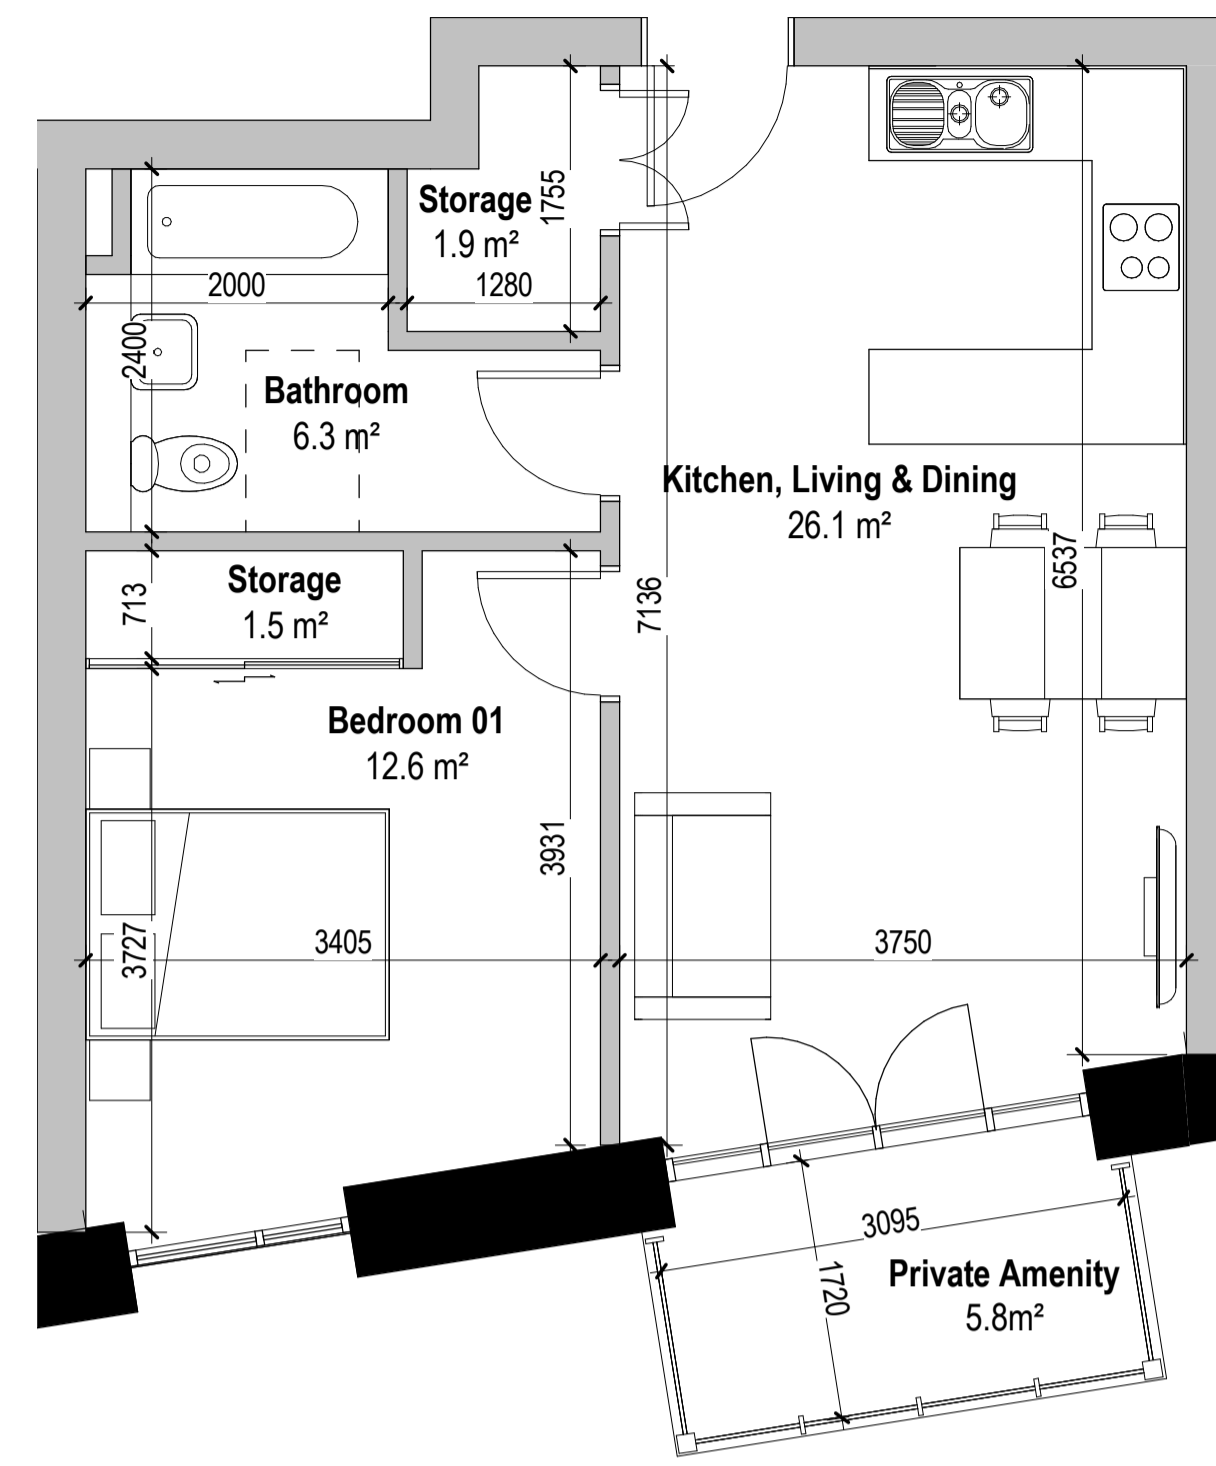 Storage
1.9 m²
1755
2000
1280
2400
Bathroom
6.3 m²
Kitchen, Living & Dining
26.1 m²
6537
7136
Storage
1.5 m²
713
Bedroom 01
12.6 m²
3931
3727
3405
3750
3095
1720
Private Amenity
5.8m²